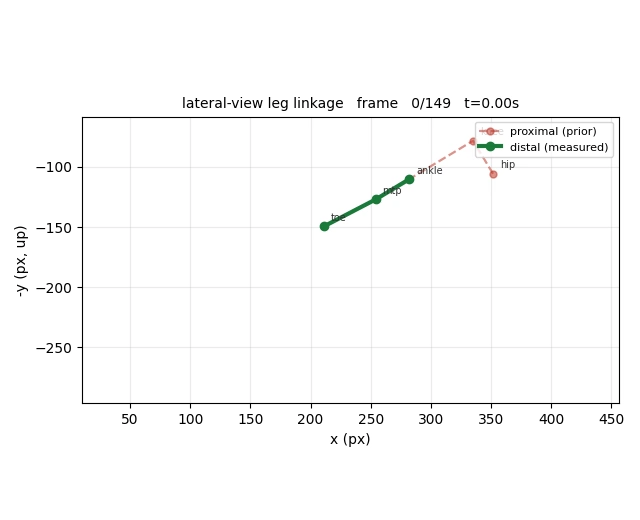 lateral-view leg linkage   frame   0/149   t=0.00s
proximal (prior)
distal (measured)
hip
ankle
mtp
toe
−100
−150
−200
−250
-y (px, up)
50 100 150 200 250 300 350 400 450
x (px)